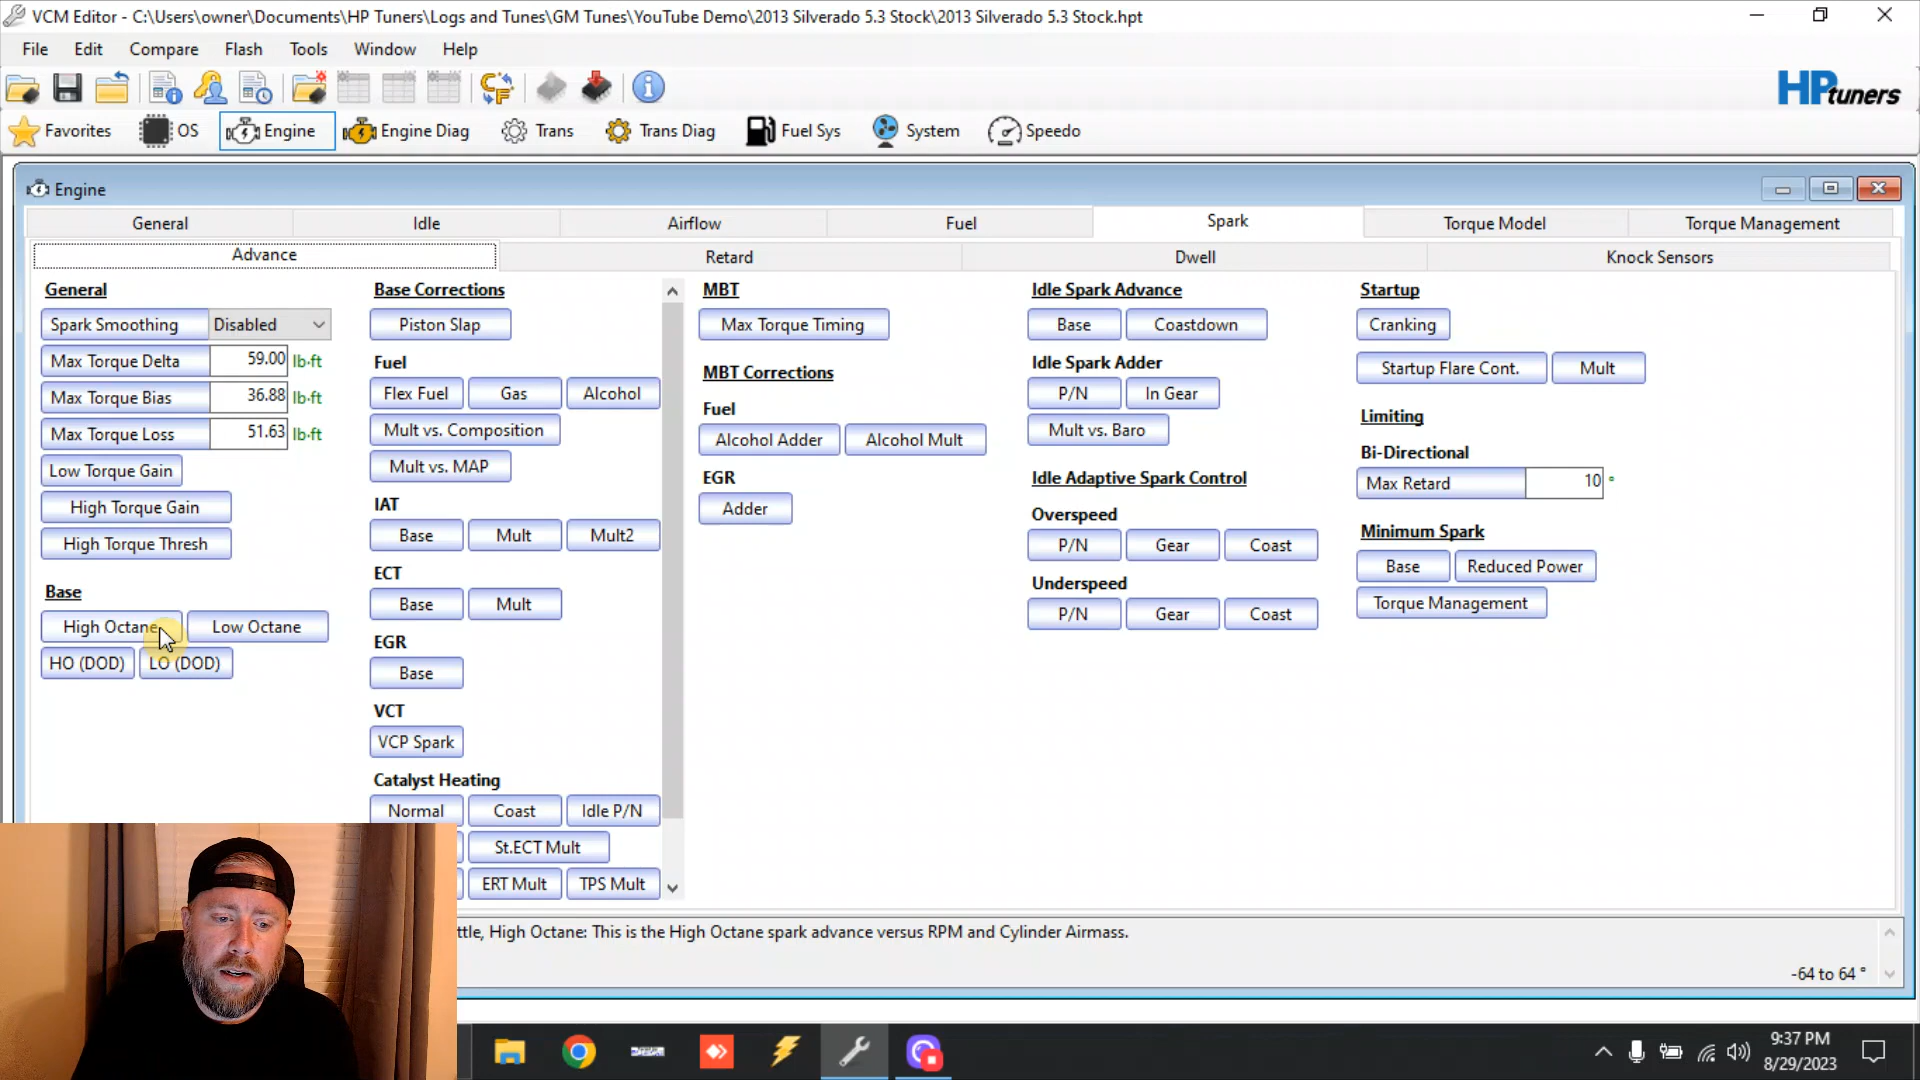 VCM Editor - C:\Users\owner\Documents\HP Tuners\Logs and Tunes\GM Tunes\YouTube Demo\2013 Silverado 5.3 Stock\2013 Silverado 5.3 Stock.hpt
File Edit Compare Flash Tools Window Help
HPtuners
Favorites OS Engine Engine Diag Trans Trans Diag Fuel Sys System Speedo
Engine
General Idle Airflow Fuel Spark Torque Model Torque Management
Advance Retard Dwell Knock Sensors
General
Spark Smoothing Disabled
Max Torque Delta 59.00 lb·ft
Max Torque Bias 36.88 lb·ft
Max Torque Loss 51.63 lb·ft
Low Torque Gain
High Torque Gain
High Torque Thresh
Base
High Octane Low Octane
HO (DOD) LO (DOD)
Base Corrections
Piston Slap
Fuel
Flex Fuel Gas Alcohol
Mult vs. Composition
Mult vs. MAP
IAT
Base Mult Mult2
ECT
Base Mult
EGR
Base
VCT
VCP Spark
Catalyst Heating
Normal Coast Idle P/N
St.ECT Mult
ERT Mult TPS Mult
MBT
Max Torque Timing
MBT Corrections
Fuel
Alcohol Adder Alcohol Mult
EGR
Adder
Idle Spark Advance
Base Coastdown
Idle Spark Adder
P/N In Gear
Mult vs. Baro
Idle Adaptive Spark Control
Overspeed
P/N Gear Coast
Underspeed
P/N Gear Coast
Startup
Cranking
Startup Flare Cont. Mult
Limiting
Bi-Directional
Max Retard 10 °
Minimum Spark
Base Reduced Power
Torque Management
ttle, High Octane: This is the High Octane spark advance versus RPM and Cylinder Airmass.
-64 to 64 °
9:37 PM
8/29/2023